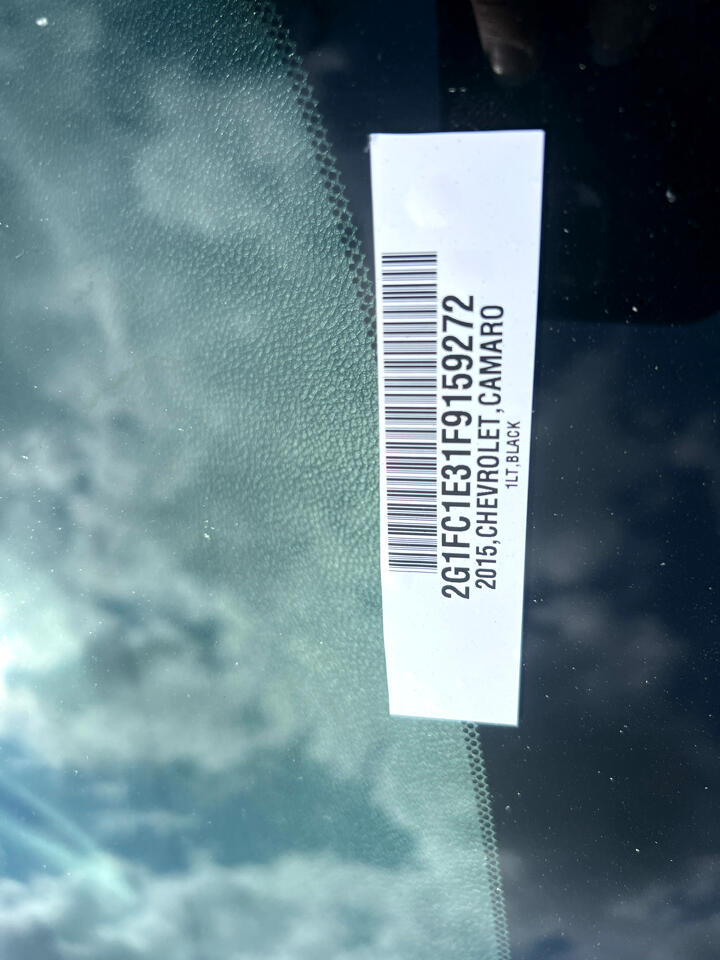 2G1FC1E31F9159272
2015,CHEVROLET,CAMARO
1LT,BLACK